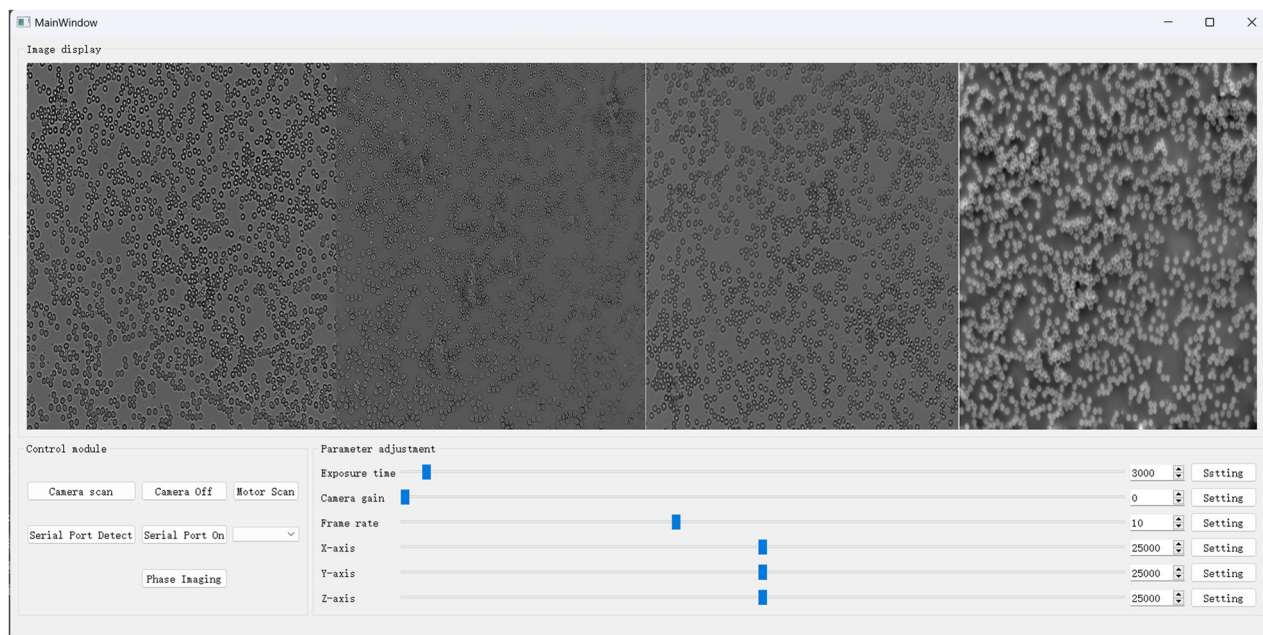 MainWindow
Image display
Control module
Camera scan Camera Off Motor Scan
Serial Port Detect Serial Port On
Phase Imaging
Parameter adjustment
Exposure time 3000 Sstting
Camera gain 0 Setting
Frame rate 10 Setting
X-axis 25000 Setting
Y-axis 25000 Setting
Z-axis 25000 Setting